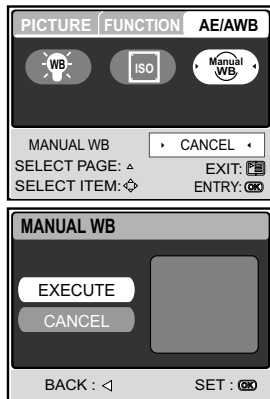 PICTURE FUNCTION AE/AWB
WB ISO Manual WB
MANUAL WB CANCEL
SELECT PAGE: EXIT:
SELECT ITEM: ENTRY: OK
MANUAL WB
EXECUTE
CANCEL
BACK : SET : OK